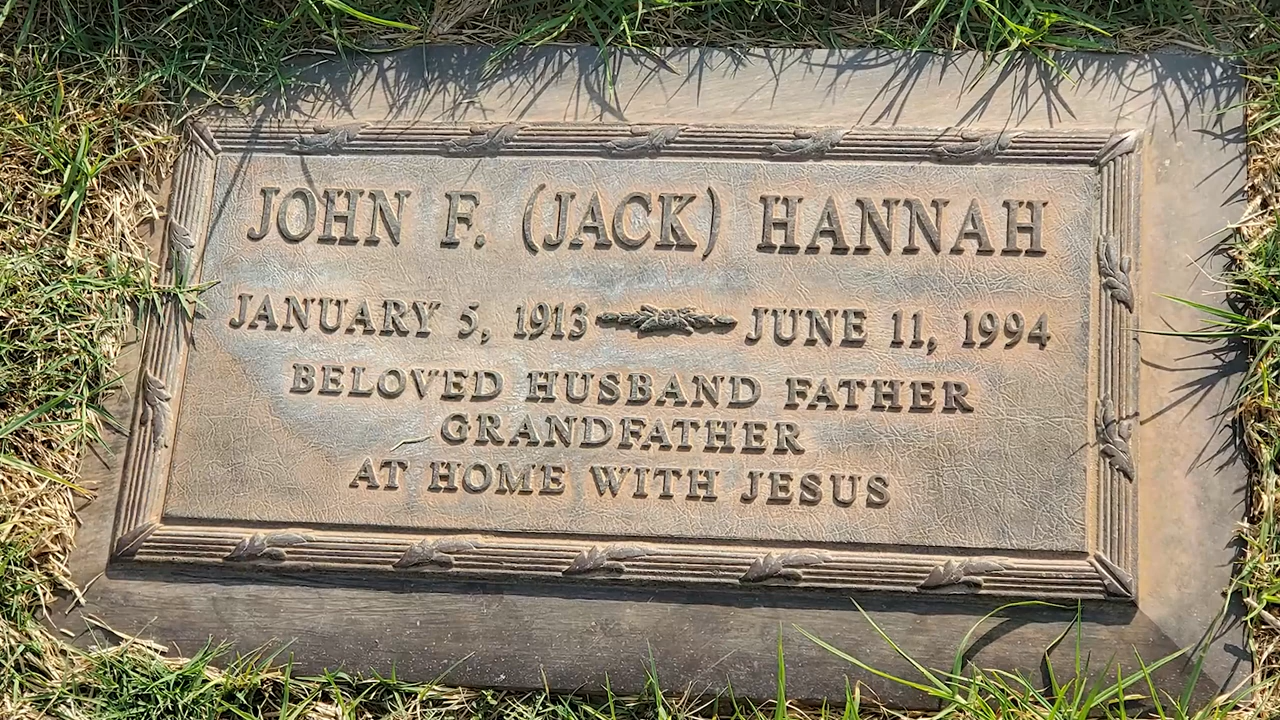 JOHN F. (JACK) HANNAH
JANUARY 5, 1913 JUNE 11, 1994
BELOVED HUSBAND FATHER
GRANDFATHER
AT HOME WITH JESUS